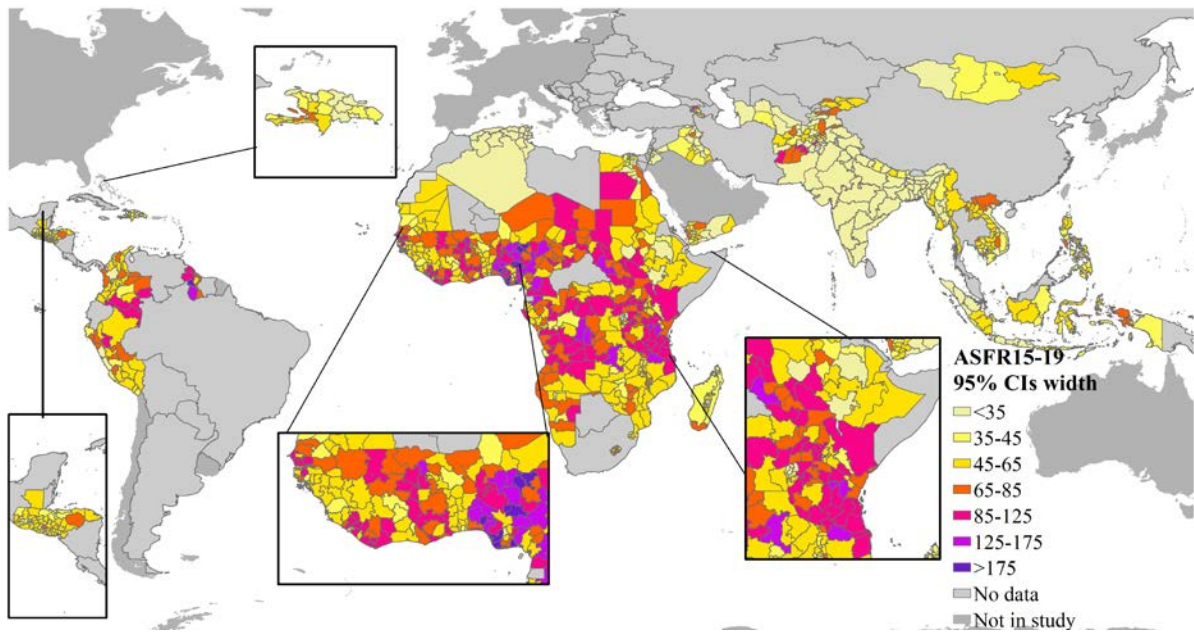 ASFR15-19
95% CIs width
<35
35-45
45-65
65-85
85-125
125-175
>175
No data
Not in study